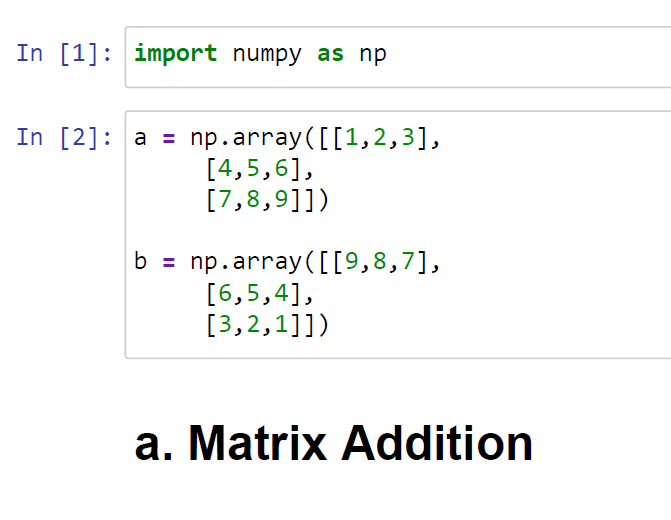 In [1]: import numpy as np
In [2]: a = np.array([[1,2,3],
[4,5,6],
[7,8,9]])
b = np.array([[9,8,7],
[6,5,4],
[3,2,1]])
a. Matrix Addition